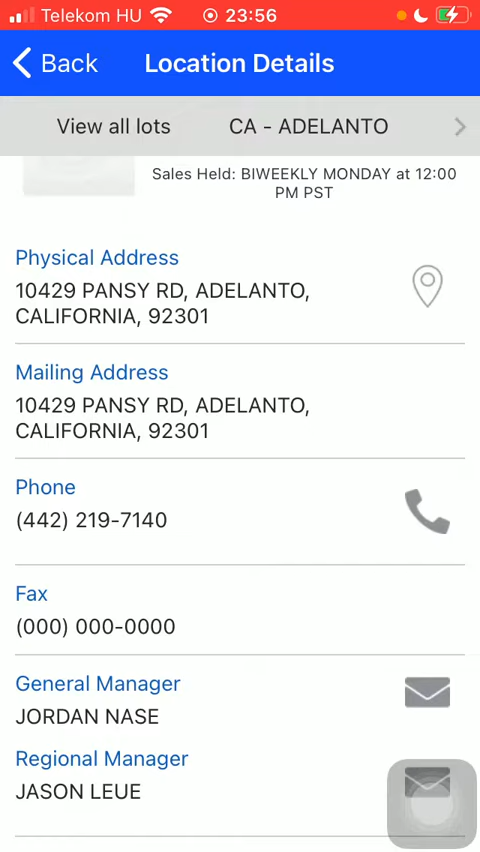 Telekom HU 23:56
Back Location Details
View all lots CA - ADELANTO
Sales Held: BIWEEKLY MONDAY at 12:00
PM PST
Physical Address
10429 PANSY RD, ADELANTO,
CALIFORNIA, 92301
Mailing Address
10429 PANSY RD, ADELANTO,
CALIFORNIA, 92301
Phone
(442) 219-7140
Fax
(000) 000-0000
General Manager
JORDAN NASE
Regional Manager
JASON LEUE